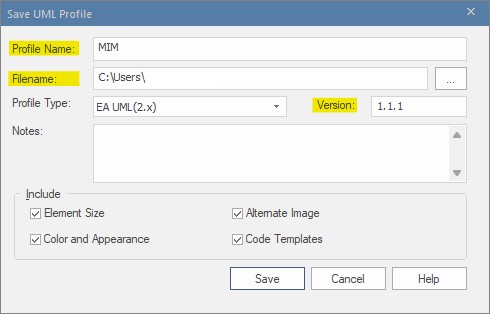 Save UML Profile
Profile Name: MIM
Filename: C:\Users\ ...
Profile Type: EA UML(2.x) Version: 1.1.1
Notes:
Include
Element Size Alternate Image
Color and Appearance Code Templates
Save Cancel Help